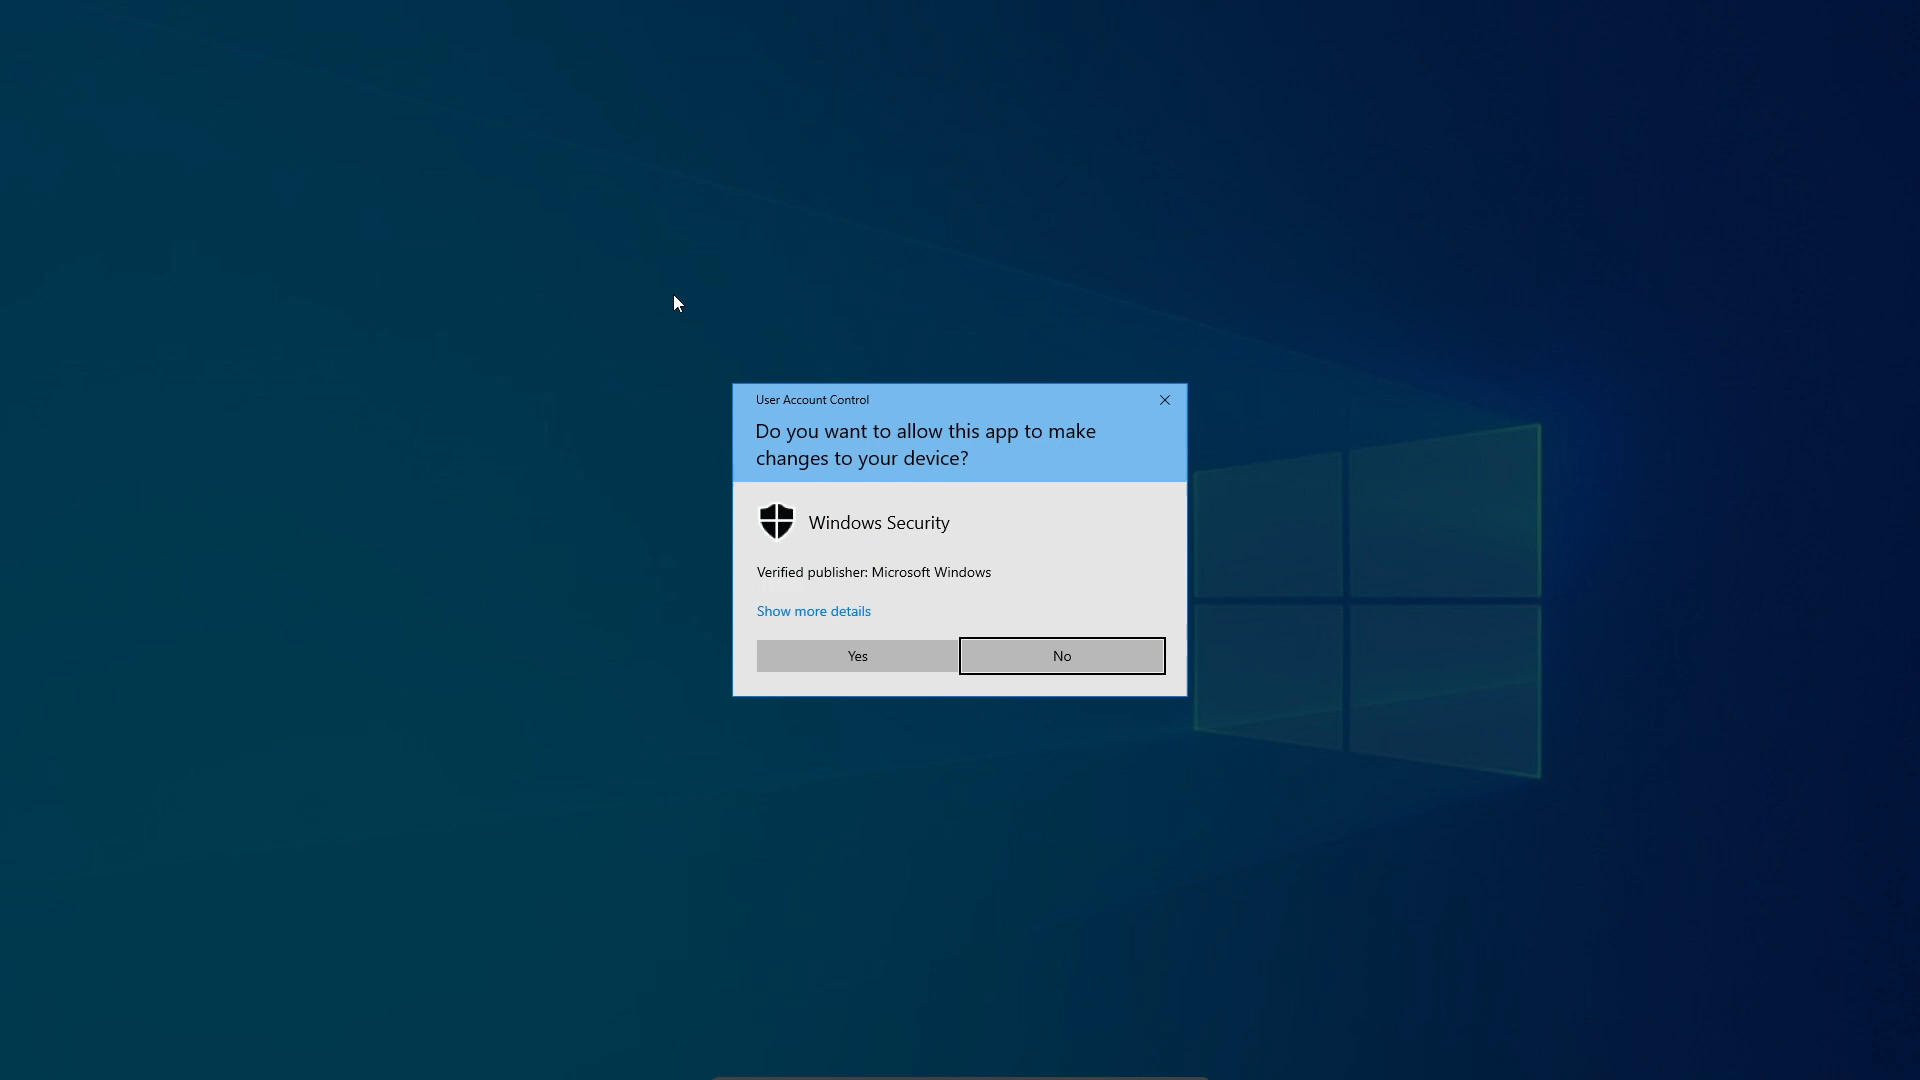 User Account Control
Do you want to allow this app to make
changes to your device?
Windows Security
Verified publisher: Microsoft Windows
Show more details
Yes
No